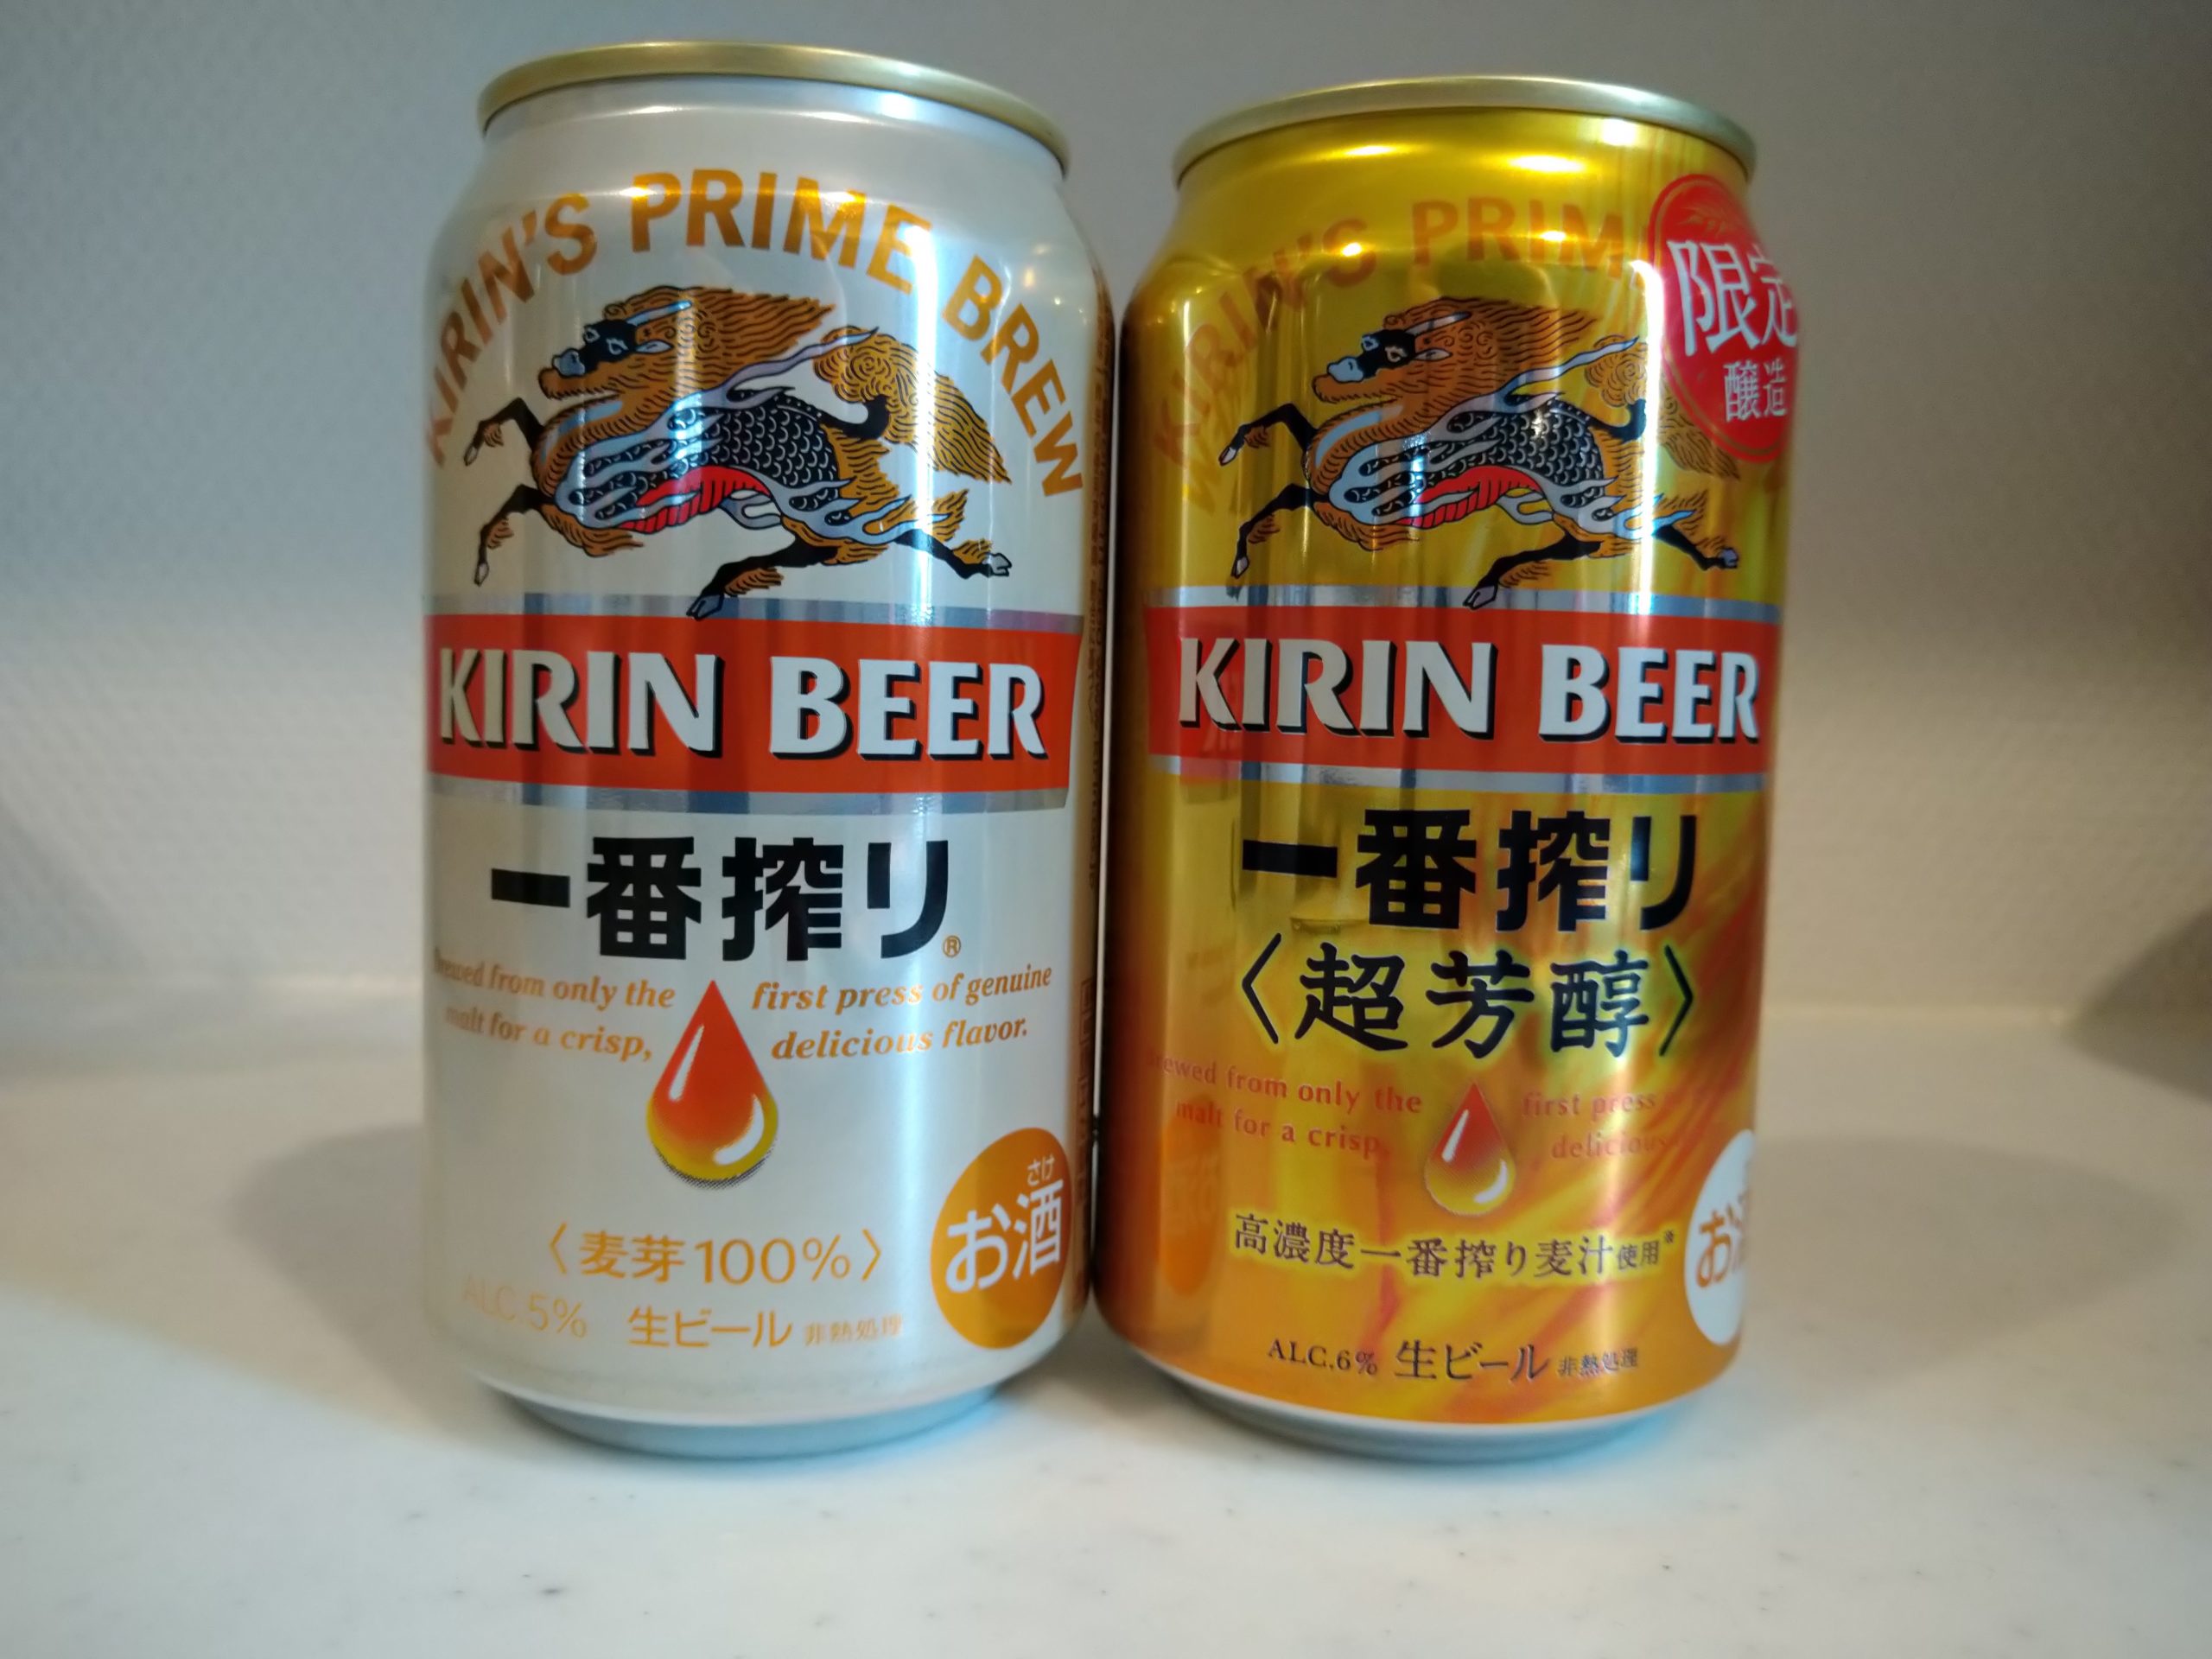 KIRIN'S PRIME BREW
KIRIN BEER
一番搾り®
Brewed from only the first press of genuine
malt for a crisp, delicious flavor.
さけ
お酒
〈麦芽100%〉
ALC.5% 生ビール 非熱処理
KIRIN'S PRIM
限定
醸造
KIRIN BEER
一番搾り
〈超芳醇〉
Brewed from only the first press
malt for a crisp, delicious
高濃度一番搾り麦汁使用※
お酒
ALC.6% 生ビール 非熱処理